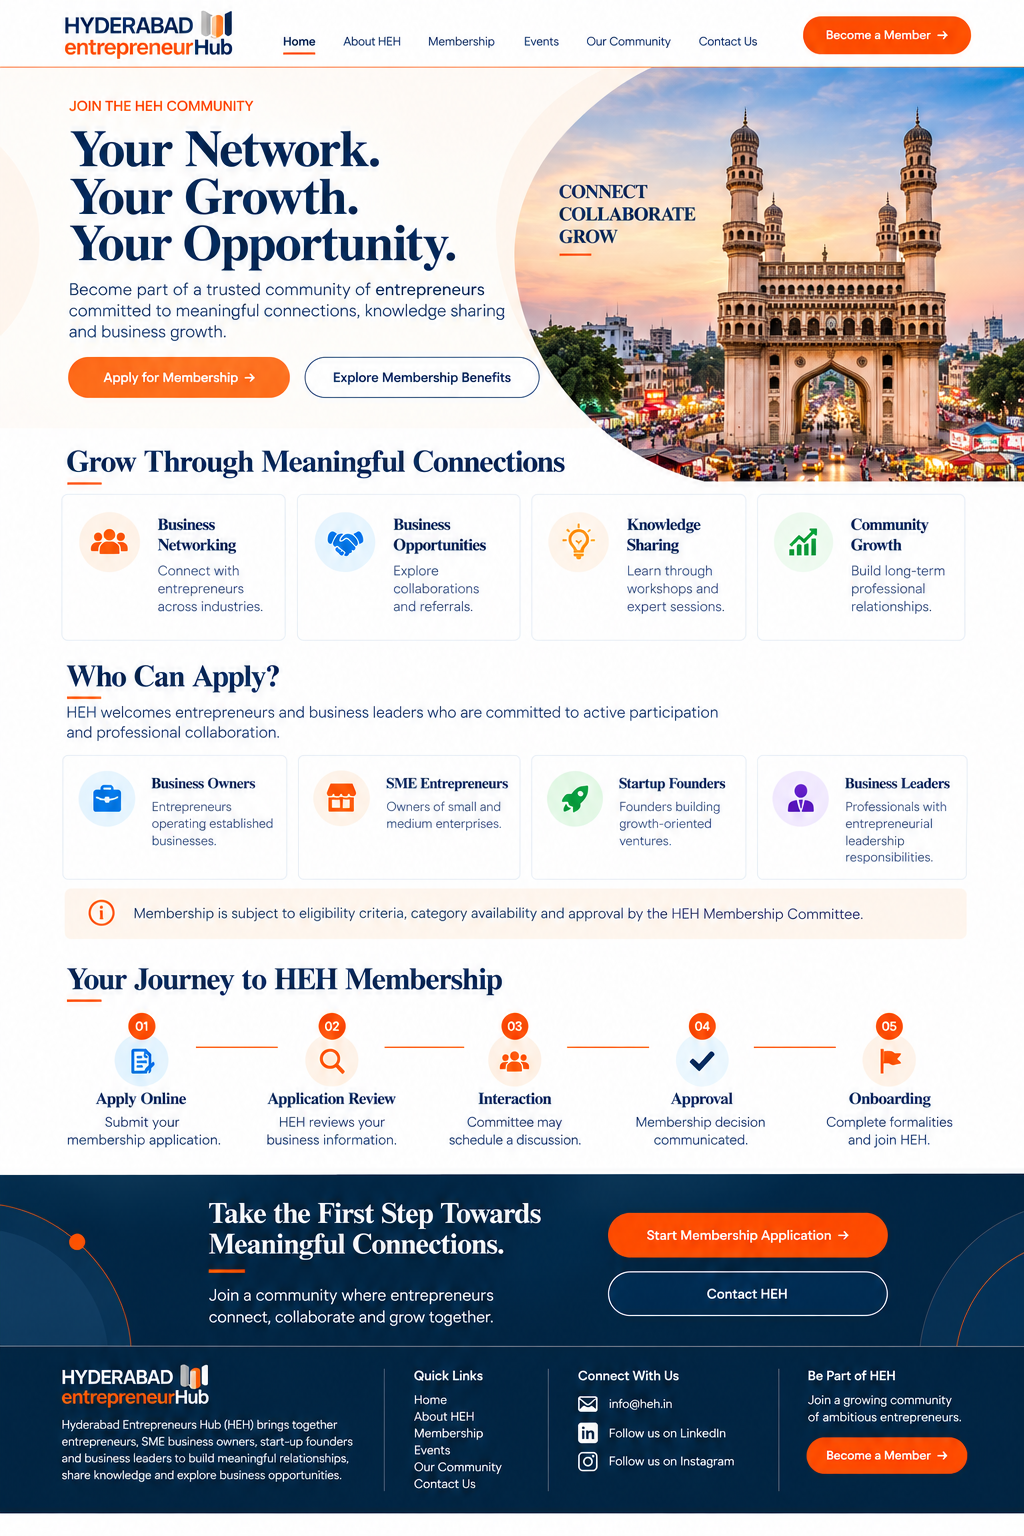 HYDERABAD
entrepreneurHub
Home
About HEH
Membership
Events
Our Community
Contact Us
Become a Member →
JOIN THE HEH COMMUNITY
Your Network.
Your Growth.
Your Opportunity.
Become part of a trusted community of entrepreneurs
committed to meaningful connections, knowledge sharing
and business growth.
Apply for Membership →
Explore Membership Benefits
CONNECT
COLLABORATE
GROW
Grow Through Meaningful Connections
Business
Networking
Connect with
entrepreneurs
across industries.
Business
Opportunities
Explore
collaborations
and referrals.
Knowledge
Sharing
Learn through
workshops and
expert sessions.
Community
Growth
Build long-term
professional
relationships.
Who Can Apply?
HEH welcomes entrepreneurs and business leaders who are committed to active participation
and professional collaboration.
Business Owners
Entrepreneurs
operating established
businesses.
SME Entrepreneurs
Owners of small and
medium enterprises.
Startup Founders
Founders building
growth-oriented
ventures.
Business Leaders
Professionals with
entrepreneurial
leadership
responsibilities.
Membership is subject to eligibility criteria, category availability and approval by the HEH Membership Committee.
Your Journey to HEH Membership
01
Apply Online
Submit your
membership application.
02
Application Review
HEH reviews your
business information.
03
Interaction
Committee may
schedule a discussion.
04
Approval
Membership decision
communicated.
05
Onboarding
Complete formalities
and join HEH.
Take the First Step Towards
Meaningful Connections.
Join a community where entrepreneurs
connect, collaborate and grow together.
Start Membership Application →
Contact HEH
HYDERABAD
entrepreneurHub
Hyderabad Entrepreneurs Hub (HEH) brings together
entrepreneurs, SME business owners, start-up founders
and business leaders to build meaningful relationships,
share knowledge and explore business opportunities.
Quick Links
Home
About HEH
Membership
Events
Our Community
Contact Us
Connect With Us
info@heh.in
in
Follow us on LinkedIn
Follow us on Instagram
Be Part of HEH
Join a growing community
of ambitious entrepreneurs.
Become a Member →